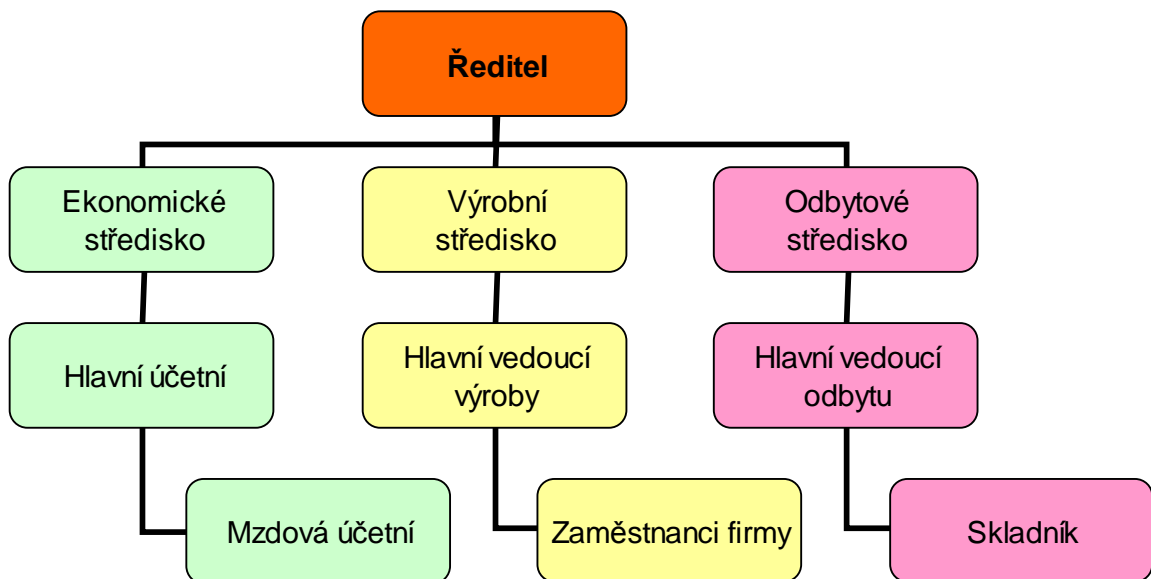 Ředitel
Ekonomické
středisko
Výrobní
středisko
Odbytové
středisko
Hlavní účetní
Hlavní vedoucí
výroby
Hlavní vedoucí
odbytu
Mzdová účetní
Zaměstnanci firmy
Skladník